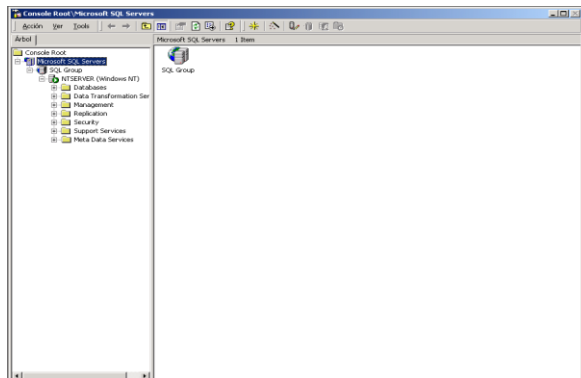 Console Root\Microsoft SQL Servers
Acción Ver Tools
Árbol
Microsoft SQL Servers 1 Item
Console Root
Microsoft SQL Servers
SQL Group
NTSERVER (Windows NT)
Databases
Data Transformation Ser
Management
Replication
Security
Support Services
Meta Data Services
SQL Group